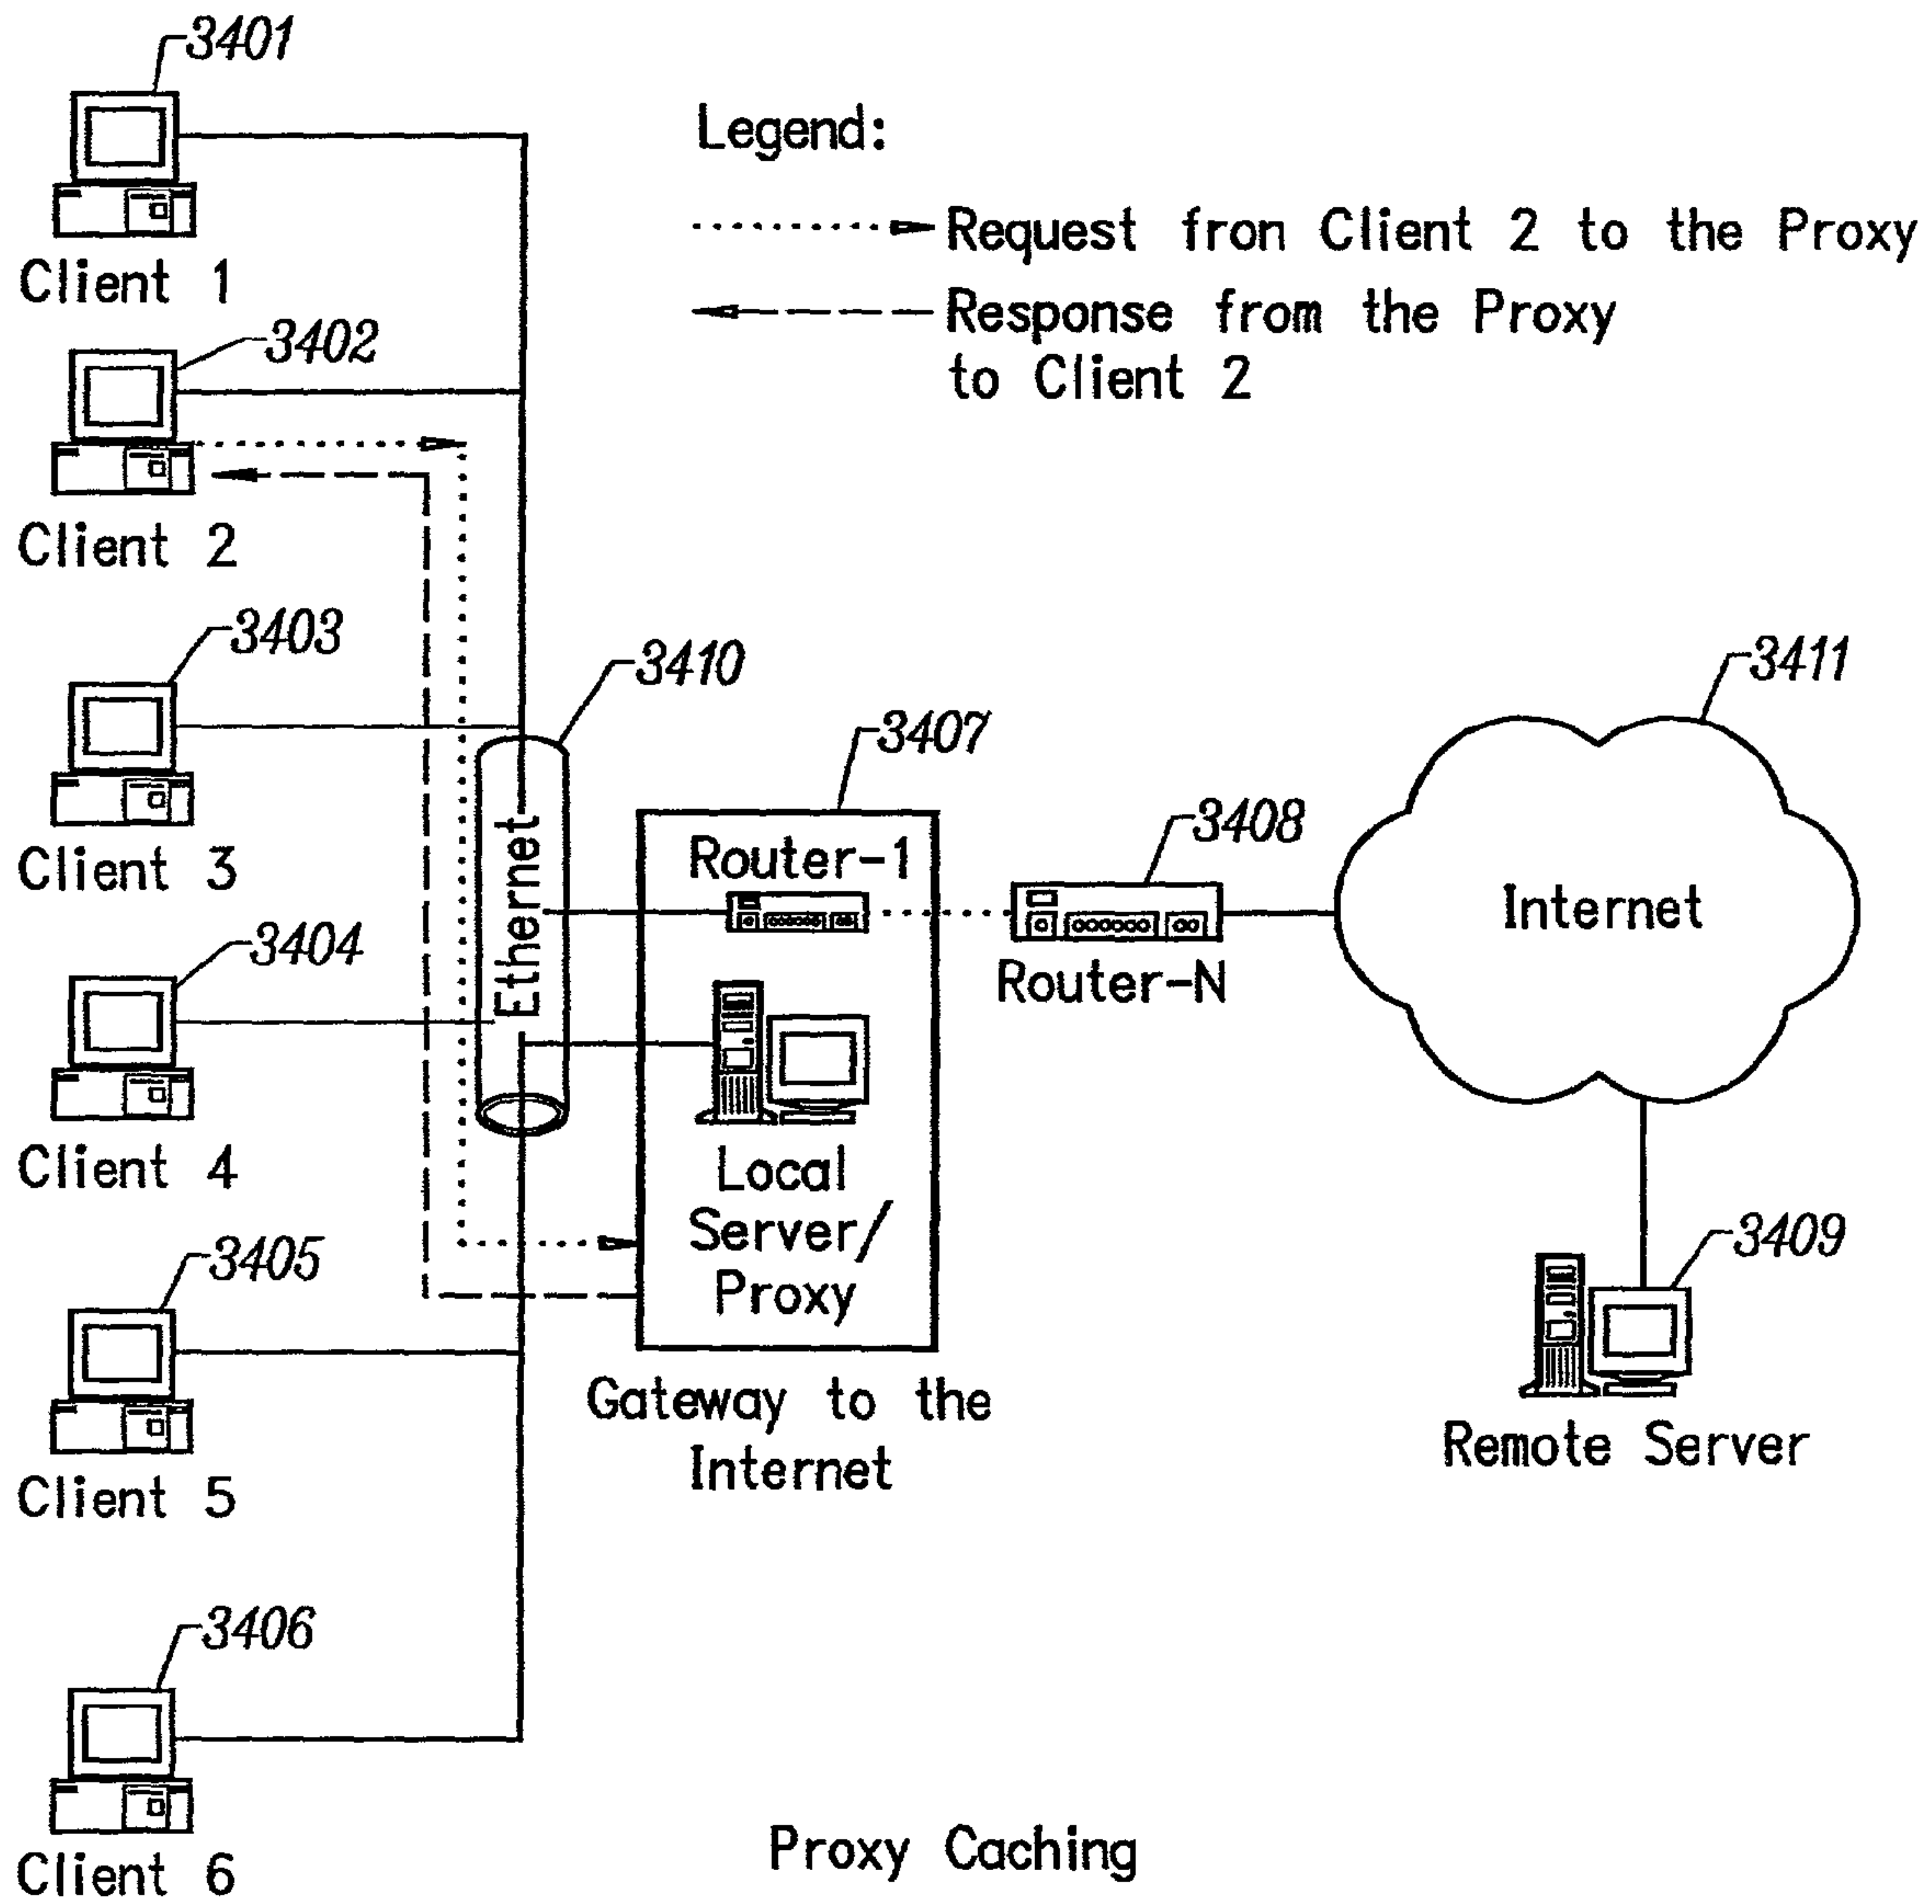 3401
Client 1
Legend:
Request fron Client 2 to the Proxy
Response from the Proxy
to Client 2
3402
Client 2
3403
Client 3
3410
Ethernet
3407
Router-1
3408
Router-N
3411
Internet
3404
Client 4
Local
Server/
Proxy
Gateway to the
Internet
3409
Remote Server
3405
Client 5
3406
Client 6
Proxy Caching